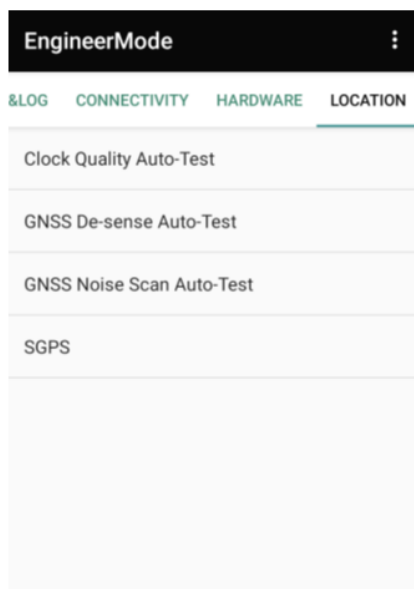 EngineerMode
&LOG CONNECTIVITY HARDWARE LOCATION
Clock Quality Auto-Test
GNSS De-sense Auto-Test
GNSS Noise Scan Auto-Test
SGPS